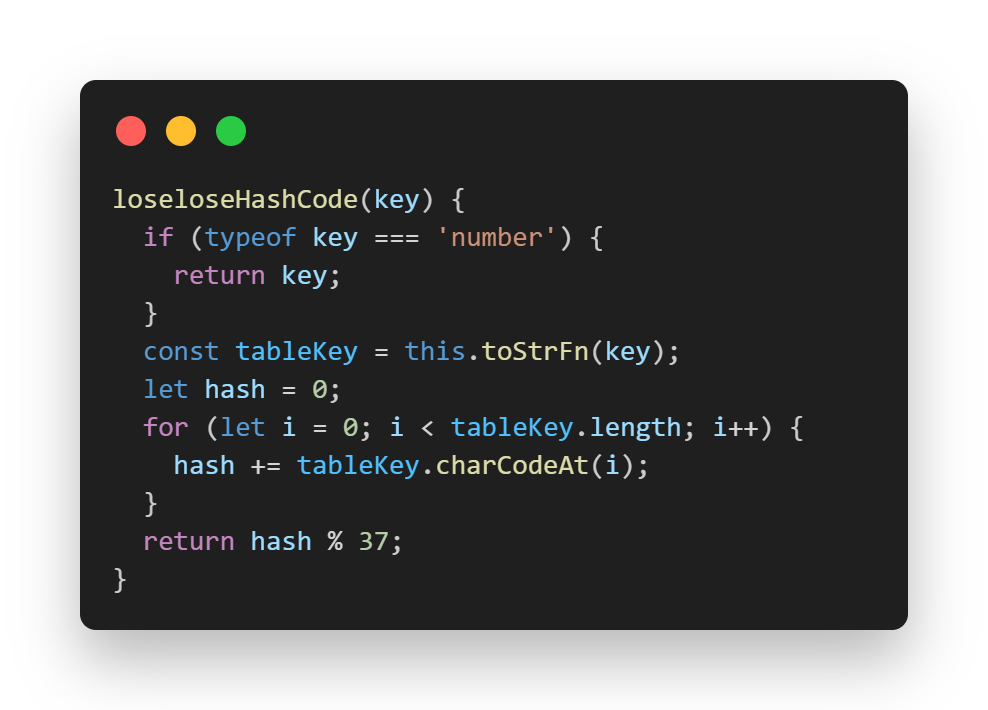 loseloseHashCode(key) {
  if (typeof key === 'number') {
    return key;
  }
  const tableKey = this.toStrFn(key);
  let hash = 0;
  for (let i = 0; i < tableKey.length; i++) {
    hash += tableKey.charCodeAt(i);
  }
  return hash % 37;
}